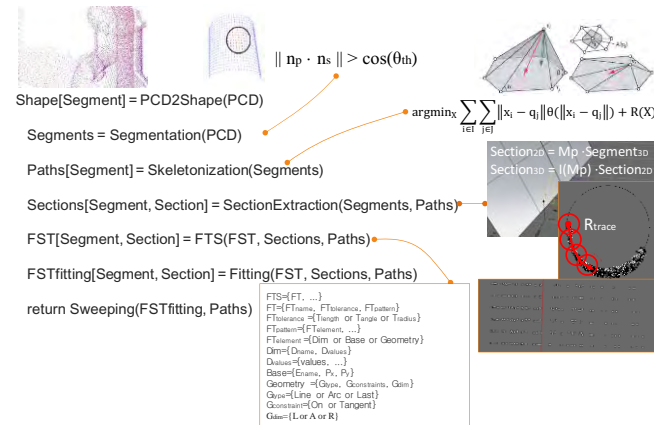 ‖ np · ns ‖ > cos(θth)
Shape[Segment] = PCD2Shape(PCD)
argminX ∑i∈I ∑j∈J ‖xi − qj‖θ(‖xi − qj‖) + R(X)
Segments = Segmentation(PCD)
Paths[Segment] = Skeletonization(Segments)
Section2D = Mp ·Segment3D
Section3D = I(Mp) ·Section2D
Sections[Segment, Section] = SectionExtraction(Segments, Paths)
Rtrace
FST[Segment, Section] = FTS(FST, Sections, Paths)
FSTfitting[Segment, Section] = Fitting(FST, Sections, Paths)
return Sweeping(FSTfitting, Paths)
FTS={FT, ...}
FT={FTname, FTtolerance, FTpattern}
FTtolerance ={Tlength or Tangle or Tradius}
FTpattern={FTelement, ...}
FTelement ={Dim or Base or Geometry}
Dim={Dname, Dvalues}
Dvalues={values, ...}
Base={Ename, Px, Py}
Geometry ={Gtype, Gconstraints, Gdim}
Gtype={Line or Arc or Last}
Gconstraint={On or Tangent}
Gdim={L or A or R}